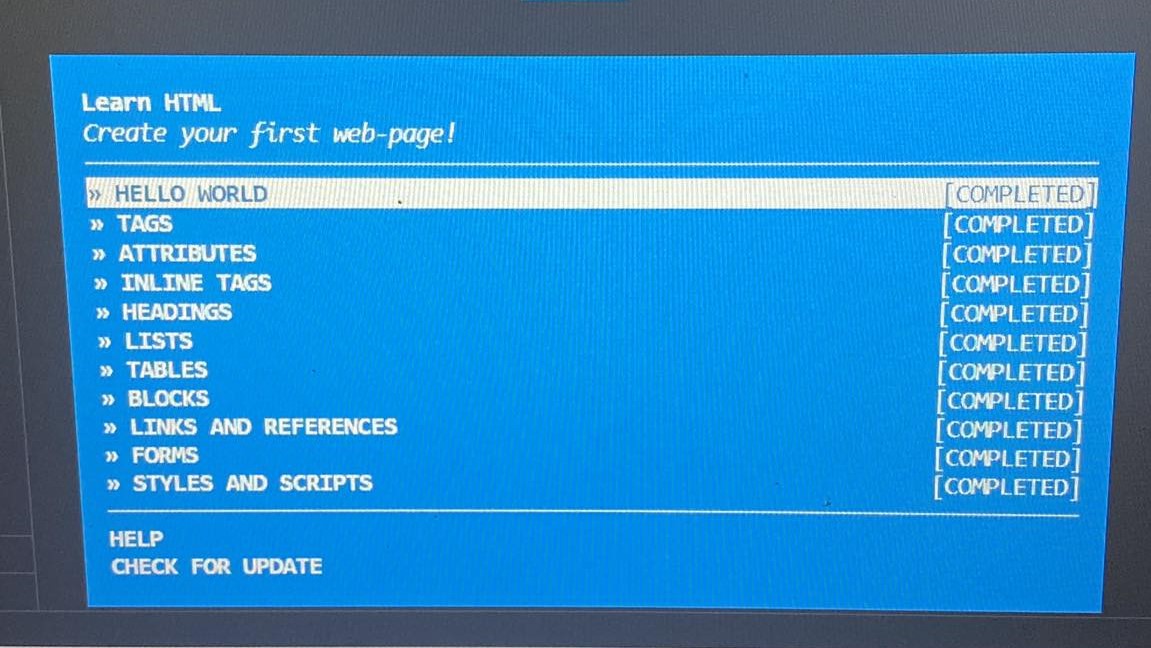 Learn HTML
Create your first web-page!
» HELLO WORLD [COMPLETED]
» TAGS [COMPLETED]
» ATTRIBUTES [COMPLETED]
» INLINE TAGS [COMPLETED]
» HEADINGS [COMPLETED]
» LISTS [COMPLETED]
» TABLES [COMPLETED]
» BLOCKS [COMPLETED]
» LINKS AND REFERENCES [COMPLETED]
» FORMS [COMPLETED]
» STYLES AND SCRIPTS [COMPLETED]
HELP
CHECK FOR UPDATE